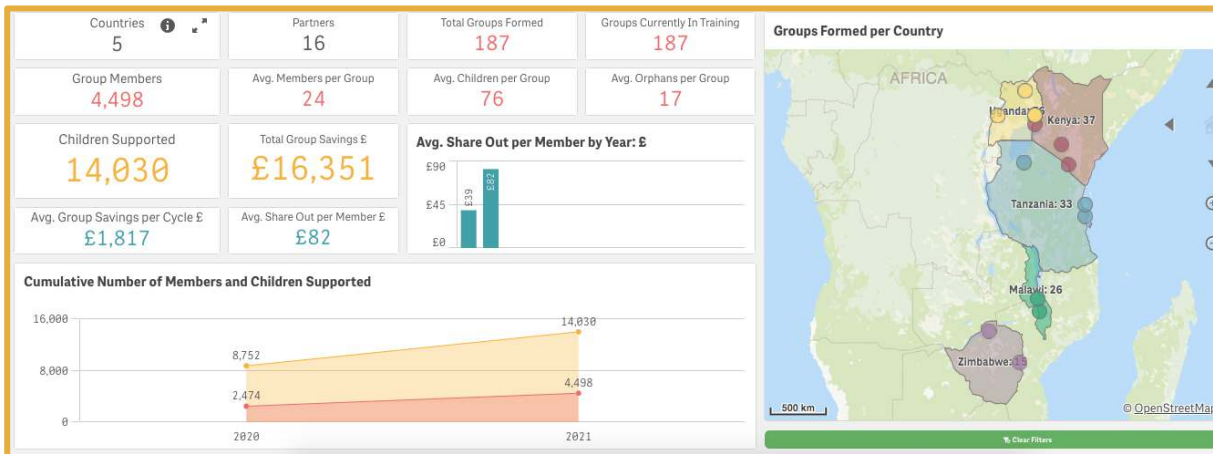 Countries
5
Partners
16
Total Groups Formed
187
Groups Currently In Training
187
Group Members
4,498
Avg. Members per Group
24
Avg. Children per Group
76
Avg. Orphans per Group
17
Children Supported
14,030
Total Group Savings £
£16,351
Avg. Group Savings per Cycle £
£1,817
Avg. Share Out per Member £
£82
Avg. Share Out per Member by Year: £
£90
£45
£0
£39
£82
Cumulative Number of Members and Children Supported
16,000
8,000
0
8,752
2,474
14,030
4,498
2020
2021
Groups Formed per Country
AFRICA
Uganda:
Kenya: 37
Tanzania: 33
Malawi: 26
Zimbabwe:
500 km
© OpenStreetMap
Clear Filters